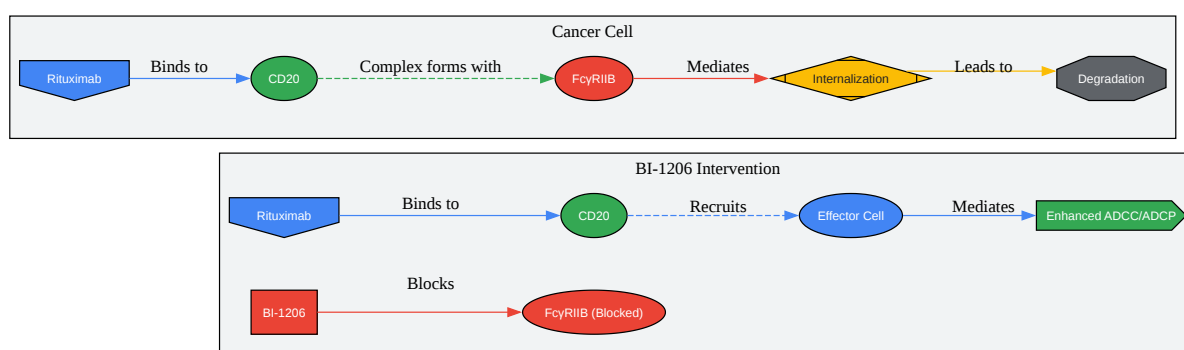 Cancer Cell
Rituximab
Binds to
CD20
Complex forms with
FcγRIIB
Mediates
Internalization
Leads to
Degradation
BI-1206 Intervention
Rituximab
Binds to
CD20
Recruits
Effector Cell
Mediates
Enhanced ADCC/ADCP
BI-1206
Blocks
FcγRIIB (Blocked)